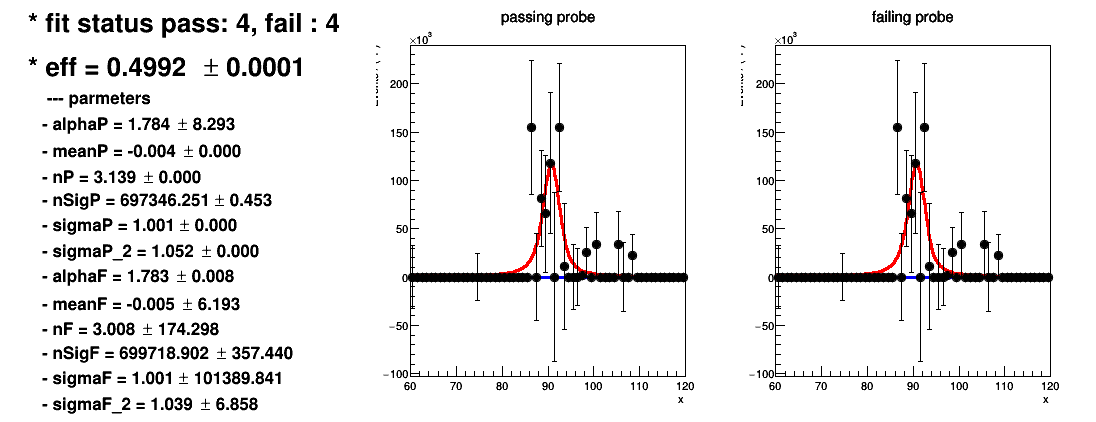 * fit status pass: 4, fail : 4
* eff = 0.4992 ± 0.0001
--- parmeters
- alphaP = 1.784 ± 8.293
- meanP = -0.004 ± 0.000
- nP = 3.139 ± 0.000
- nSigP = 697346.251 ± 0.453
- sigmaP = 1.001 ± 0.000
- sigmaP_2 = 1.052 ± 0.000
- alphaF = 1.783 ± 0.008
- meanF = -0.005 ± 6.193
- nF = 3.008 ± 174.298
- nSigF = 699718.902 ± 357.440
- sigmaF = 1.001 ± 101389.841
- sigmaF_2 = 1.039 ± 6.858
passing probe
×10³
200
150
100
50
0
−50
−100
60 70 80 90 100 110 120
x
failing probe
×10³
200
150
100
50
0
−50
−100
60 70 80 90 100 110 120
x